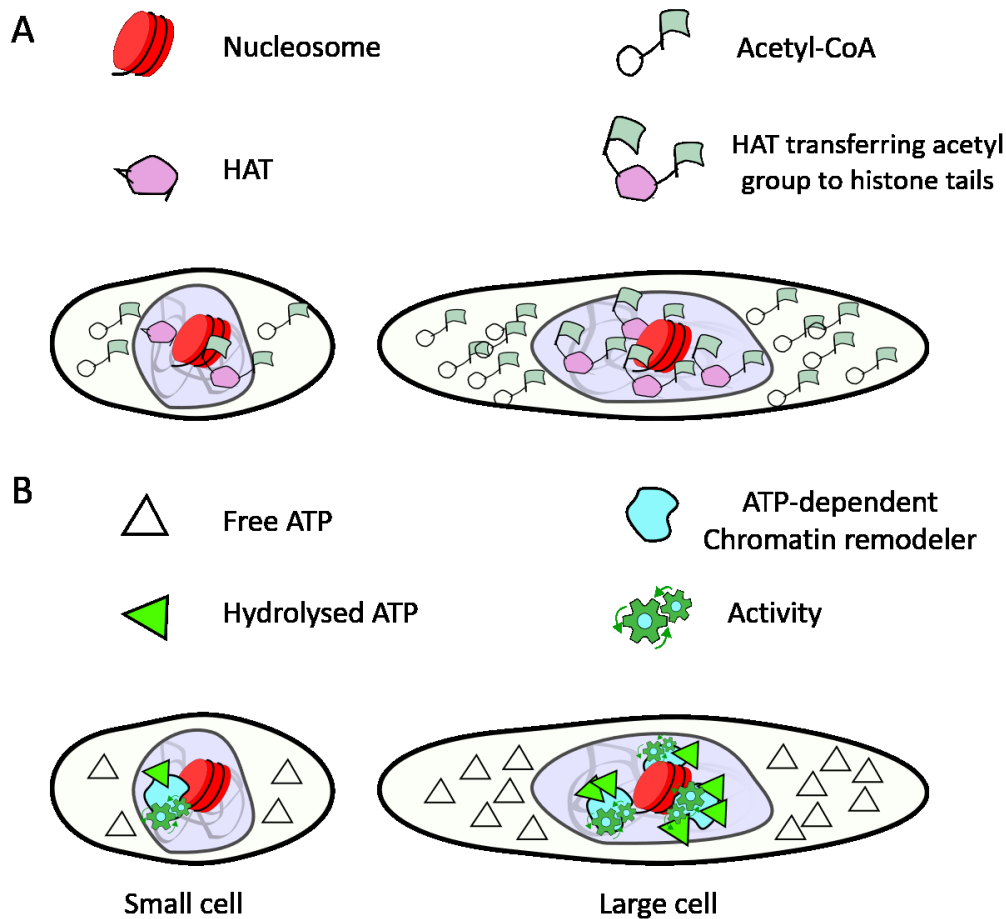 A
Nucleosome
Acetyl-CoA
HAT
HAT transferring acetyl
group to histone tails
B
Free ATP
ATP-dependent
Chromatin remodeler
Hydrolysed ATP
Activity
Small cell
Large cell